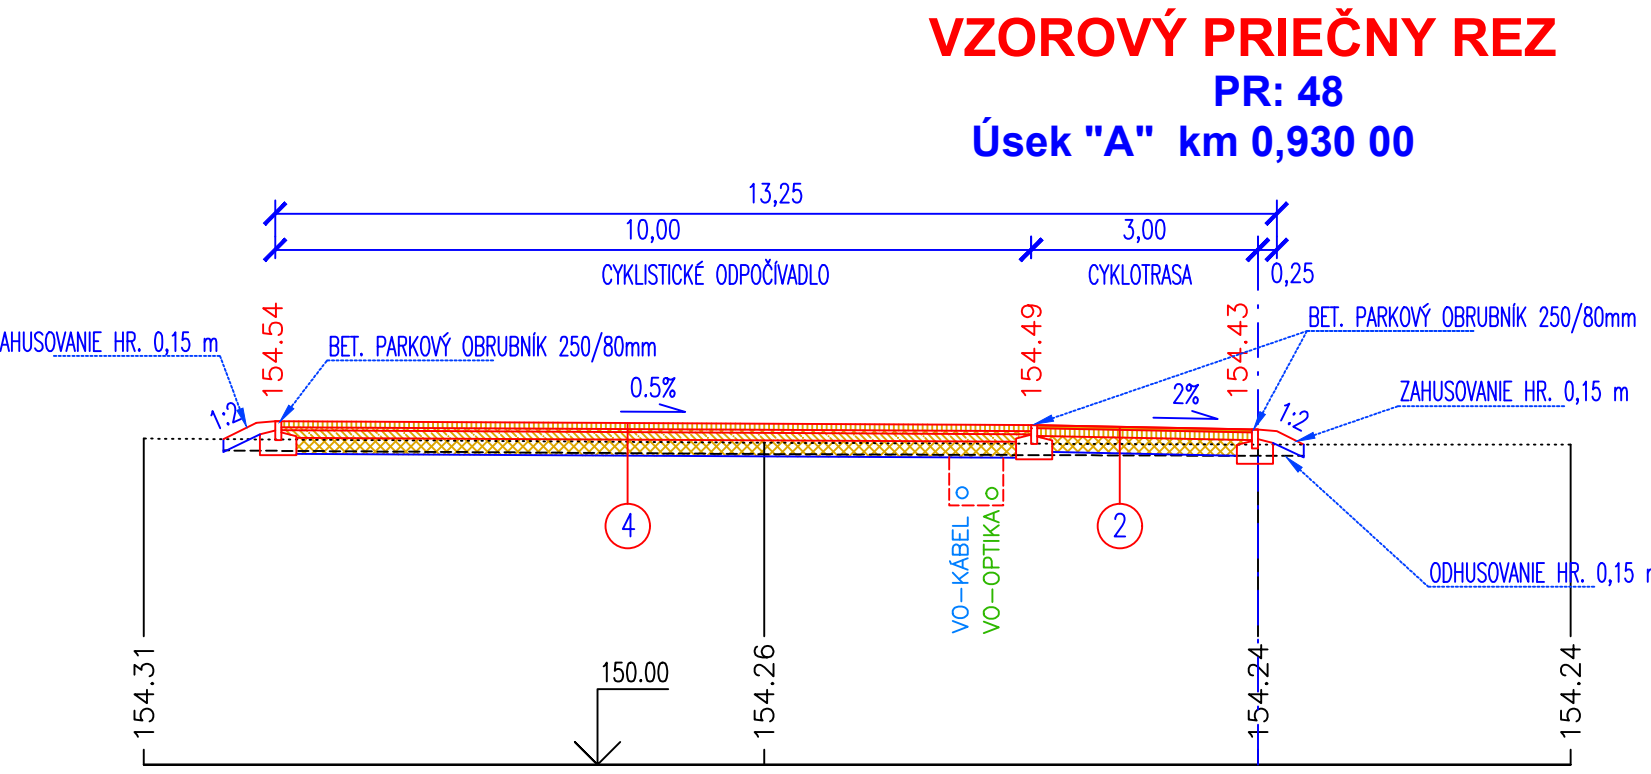 VZOROVÝ PRIEČNY REZ
PR: 48
Úsek "A" km 0,930 00
13,25
10,00
3,00
CYKLISTICKÉ ODPOČÍVADLO
CYKLOTRASA
0,25
154.54
154.49
154.43
BET. PARKOVÝ OBRUBNÍK 250/80mm
AHUSOVANIE HR. 0,15 m
BET. PARKOVÝ OBRUBNÍK 250/80mm
0.5%
2%
ZAHUSOVANIE HR. 0,15 m
1:2
1:2
4
2
VO-KÁBEL
VO-OPTIKA
ODHUSOVANIE HR. 0,15 m
150.00
154.31
154.26
154.24
154.24